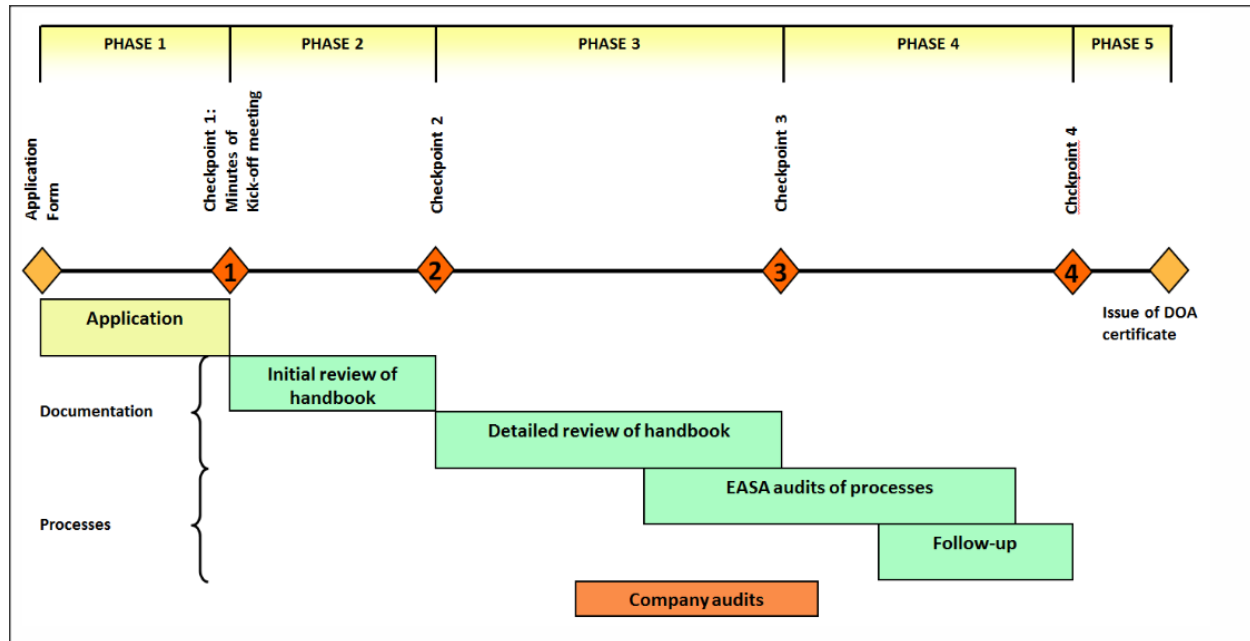 PHASE 1
PHASE 2
PHASE 3
PHASE 4
PHASE 5
Application
Form
Checkpoint 1:
Minutes of
Kick-off meeting
Checkpoint 2
Checkpoint 3
Chckpoint 4
1
2
3
4
Issue of DOA
certificate
Application
Initial review of
handbook
Documentation
Detailed review of handbook
EASA audits of processes
Processes
Follow-up
Company audits